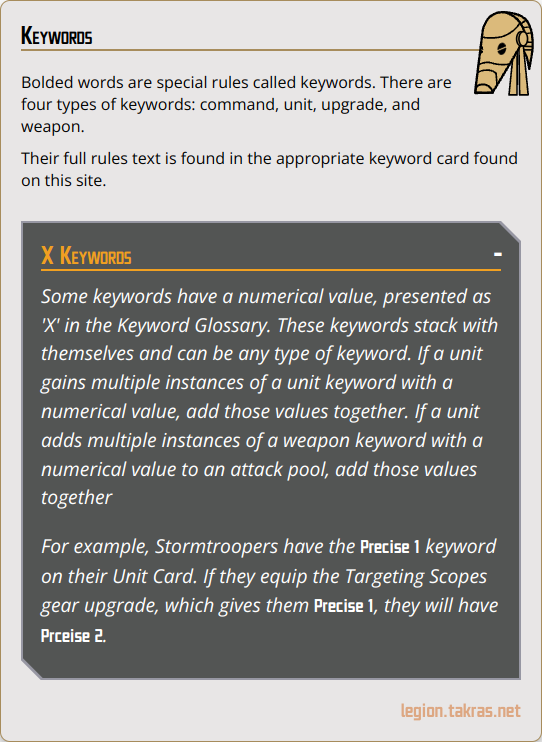 Keywords
Bolded words are special rules called keywords. There are
four types of keywords: command, unit, upgrade, and
weapon.
Their full rules text is found in the appropriate keyword card found
on this site.
X Keywords -
Some keywords have a numerical value, presented as
'X' in the Keyword Glossary. These keywords stack with
themselves and can be any type of keyword. If a unit
gains multiple instances of a unit keyword with a
numerical value, add those values together. If a unit
adds multiple instances of a weapon keyword with a
numerical value to an attack pool, add those values
together
For example, Stormtroopers have the Precise 1 keyword
on their Unit Card. If they equip the Targeting Scopes
gear upgrade, which gives them Precise 1, they will have
Prceise 2.
legion.takras.net